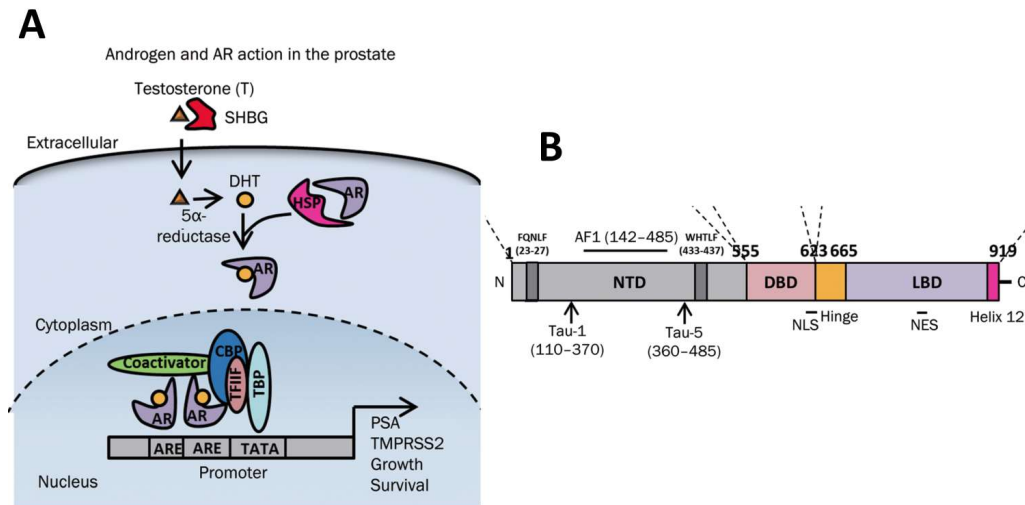 A
Androgen and AR action in the prostate
Testosterone (T)
SHBG
Extracellular
DHT
5α-
reductase
HSP
AR
AR
Cytoplasm
Coactivator
CBP
TFIIF
TBP
AR
AR
ARE
ARE
TATA
Promoter
PSA
TMPRSS2
Growth
Survival
Nucleus
B
1
FQNLF
(23-27)
AF1 (142–485)
WHTLF
(433-437)
555
623
665
919
N
NTD
DBD
LBD
C
Tau-1
(110–370)
Tau-5
(360–485)
NLS
Hinge
NES
Helix 12